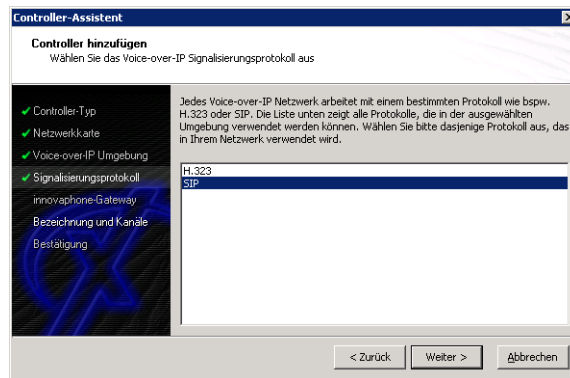 Controller-Assistent
Controller hinzufügen
Wählen Sie das Voice-over-IP Signalisierungsprotokoll aus
Controller-Typ
Netzwerkkarte
Voice-over-IP Umgebung
Signalisierungsprotokoll
innovaphone-Gateway
Bezeichnung und Kanäle
Bestätigung
Jedes Voice-over-IP Netzwerk arbeitet mit einem bestimmten Protokoll wie bspw.
H.323 oder SIP. Die Liste unten zeigt alle Protokolle, die in der ausgewählten
Umgebung verwendet werden können. Wählen Sie bitte dasjenige Protokoll aus, das
in Ihrem Netzwerk verwendet wird.
H.323
SIP
< Zurück
Weiter >
Abbrechen